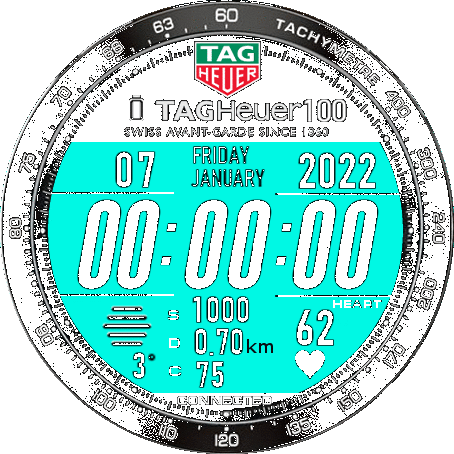 60
TACHYMETRE 400
63
TAG
HEUER
TAGHeuer100
SWISS AVANT-GARDE SINCE 1860
07 FRIDAY JANUARY 2022
00:00:00
HEART
S 1000
62
D 0.70km
3° C 75
CONNECTED
120